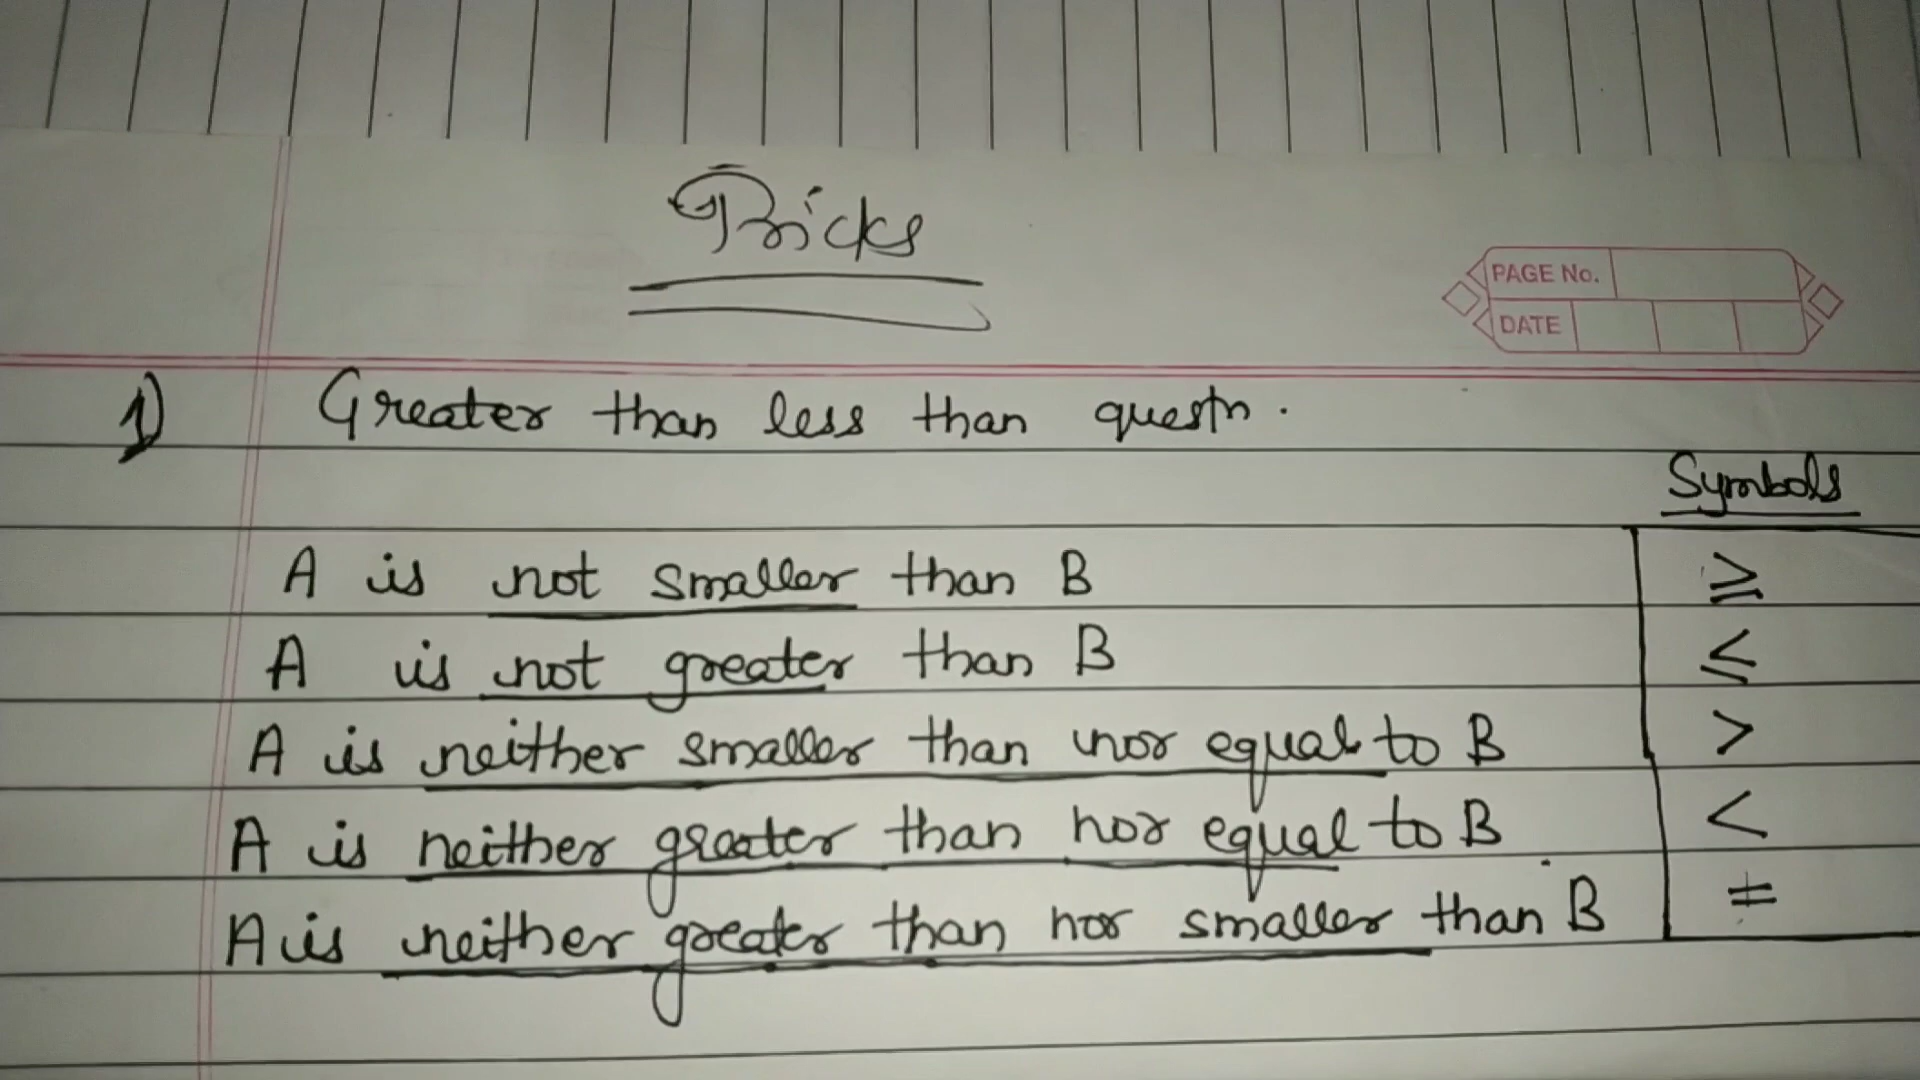 Tricks
PAGE No.
DATE
1) Greater than less than questn.
Symbols
A is not smaller than B ≥
A is not greater than B ≤
A is neither smaller than nor equal to B >
A is neither greater than nor equal to B <
A is neither greater than nor smaller than B ≠